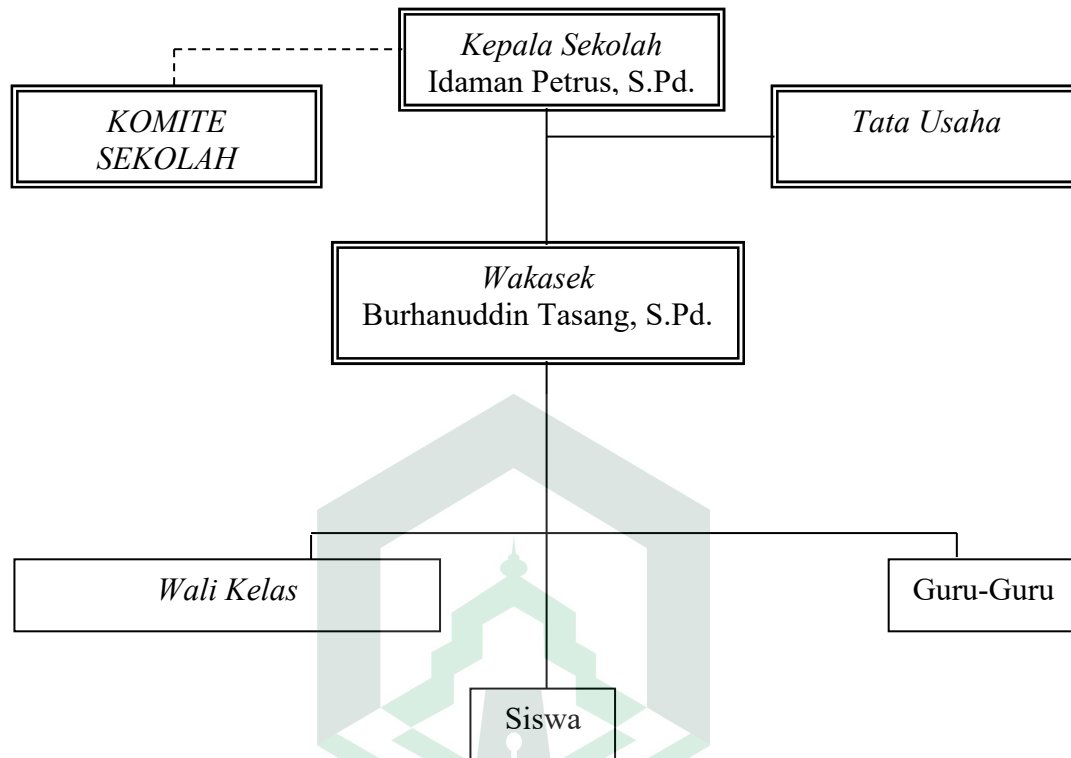 Kepala Sekolah
Idaman Petrus, S.Pd.
KOMITE
SEKOLAH
Tata Usaha
Wakasek
Burhanuddin Tasang, S.Pd.
Wali Kelas
Guru-Guru
Siswa